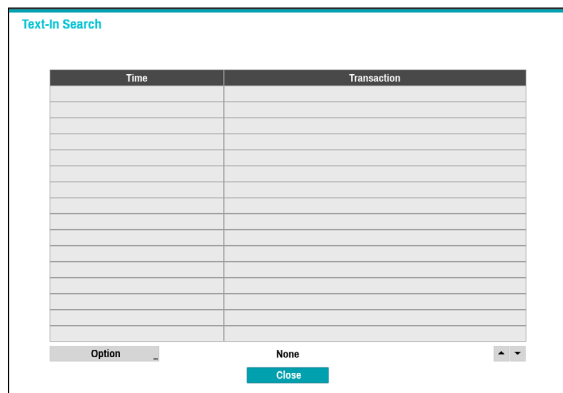 Text-In Search
Time Transaction
Option ... None
Close